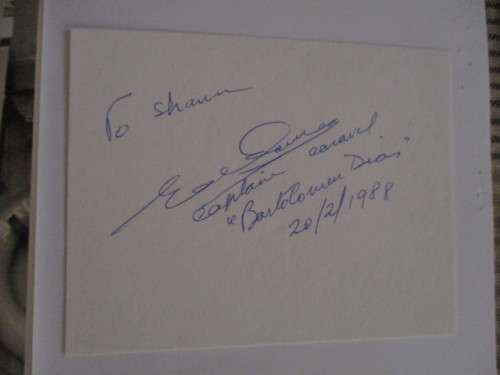 To Shaun
Captain caravel
"Bartolomeu Dias"
20/2/1988